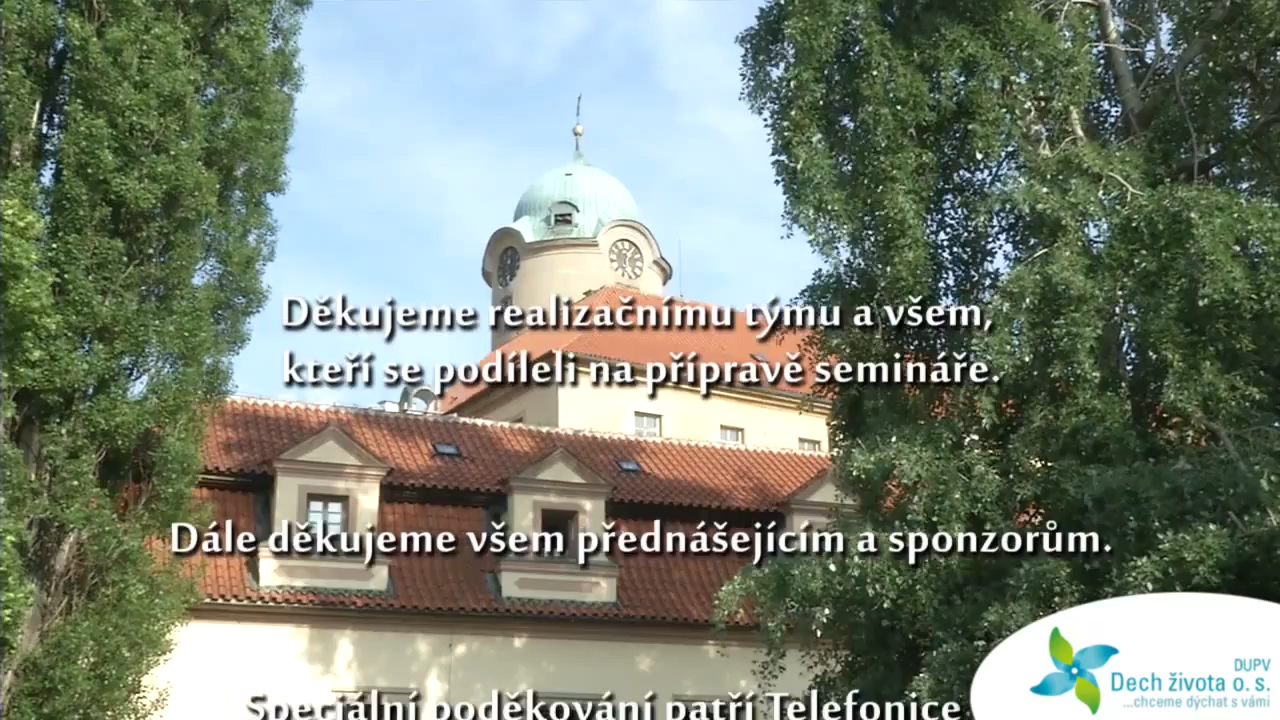 Děkujeme realizačnímu týmu a všem,
kteří se podíleli na přípravě semináře.
Dále děkujeme všem přednášejícím a sponzorům.
Speciální poděkování patří Telefonice
DUPV
Dech života o. s.
...chceme dýchat s vámi